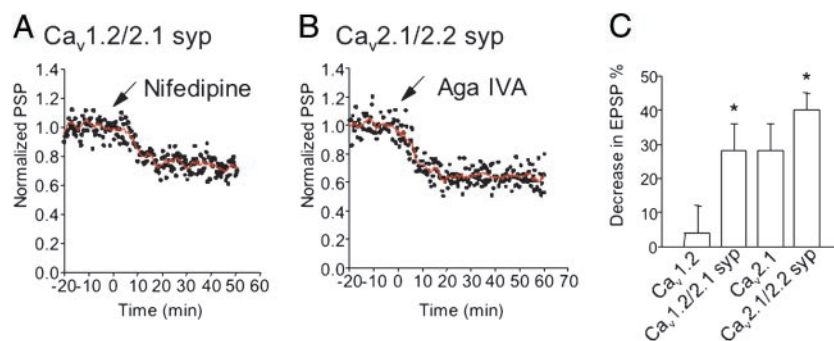 A Cav1.2/2.1 syp
Nifedipine
Normalized PSP
1.4
1.2
1.0
0.8
0.6
0.4
0.2
0.0
-20 -10 0 10 20 30 40 50 60
Time (min)
B Cav2.1/2.2 syp
Aga IVA
Normalized PSP
1.4
1.2
1.0
0.8
0.6
0.4
0.2
0.0
-20 -10 0 10 20 30 40 50 60 70
Time (min)
C
Decrease in EPSP %
50
40
30
20
10
0
*
*
Cav1.2
Cav1.2/2.1 syp
Cav2.1
Cav2.1/2.2 syp